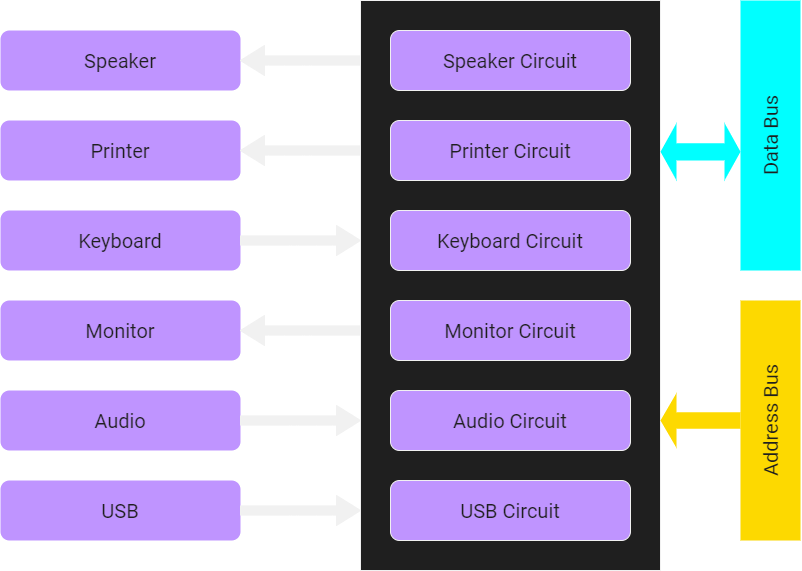 Speaker
Speaker Circuit
Printer
Printer Circuit
Keyboard
Keyboard Circuit
Monitor
Monitor Circuit
Audio
Audio Circuit
USB
USB Circuit
Data Bus
Address Bus